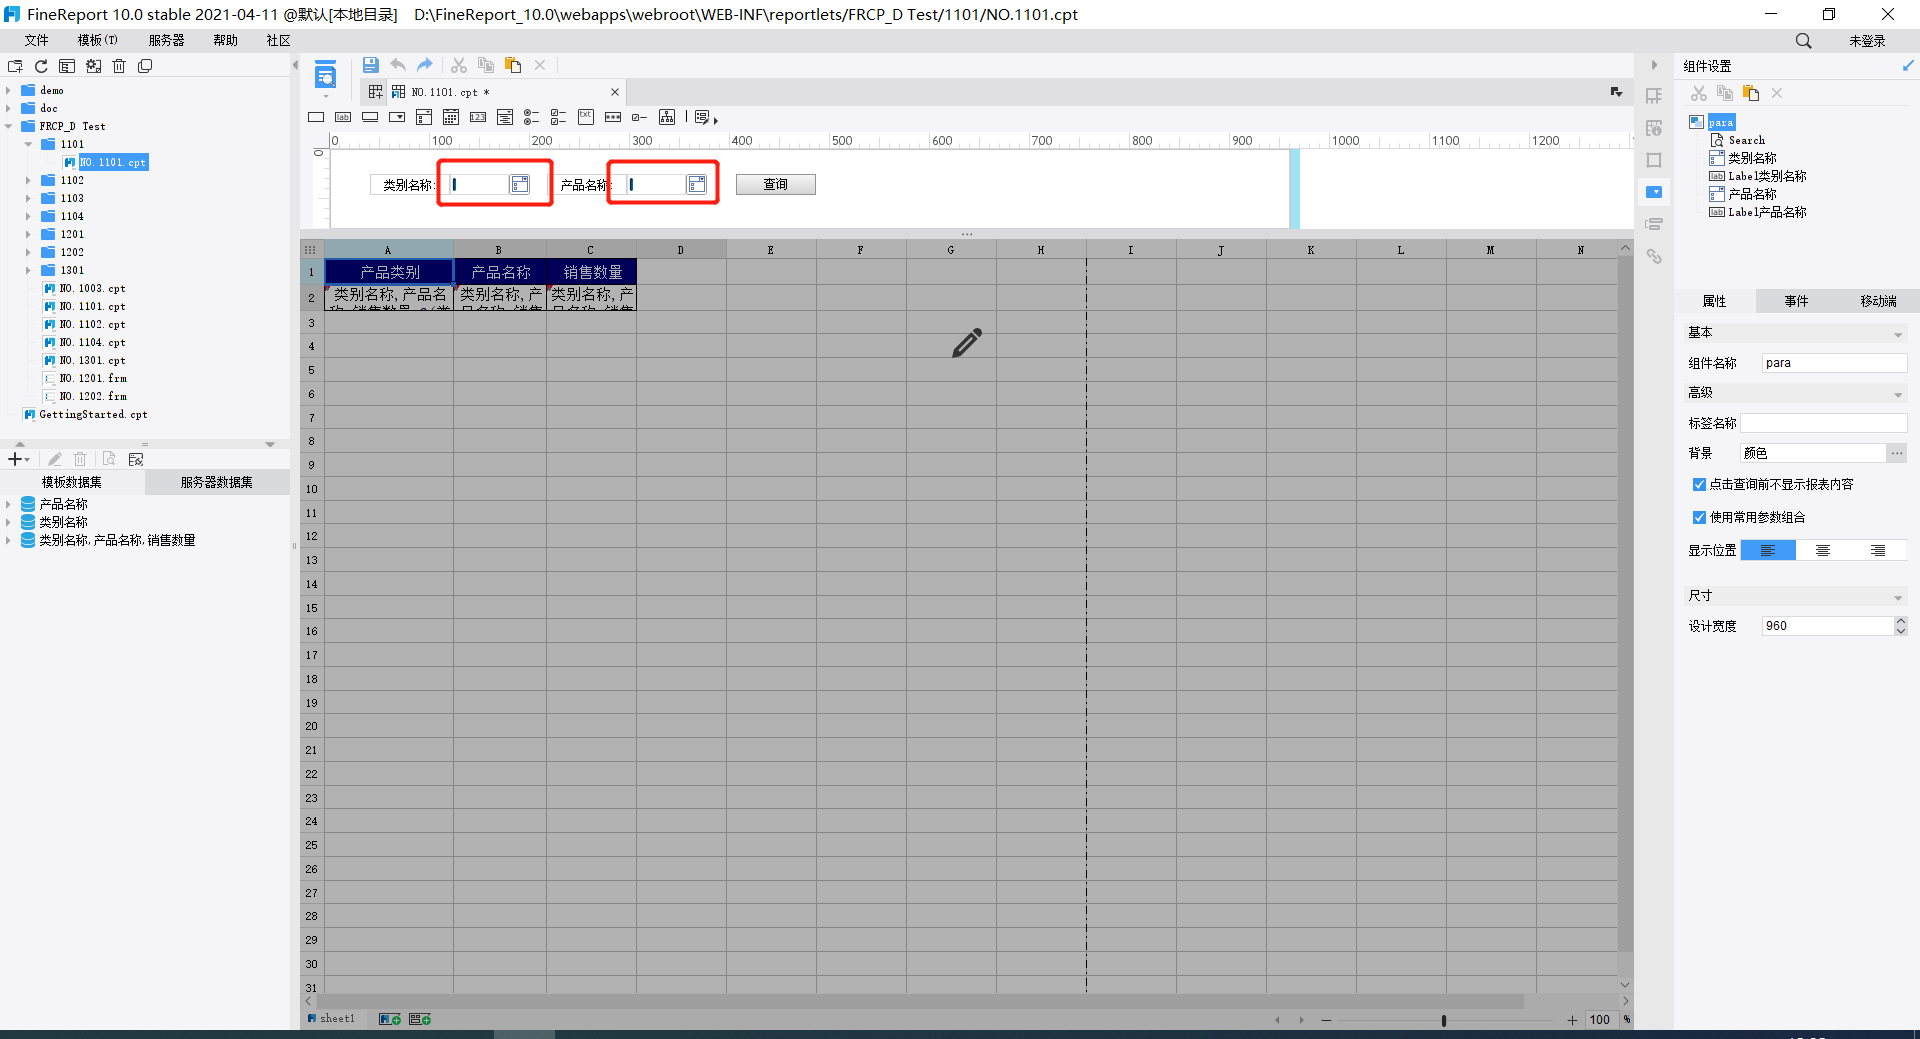 FineReport 10.0 stable 2021-04-11 @默认[本地目录] D:\FineReport_10.0\webapps\webroot\WEB-INF\reportlets/FRCP_D Test/1101/NO.1101.cpt
文件 模板(T) 服务器 帮助 社区
未登录
demo
doc
FRCP_D Test
1101
NO.1101.cpt
1102
1103
1104
1201
1202
1301
NO.1003.cpt
NO.1101.cpt
NO.1102.cpt
NO.1104.cpt
NO.1301.cpt
NO.1201.frm
NO.1202.frm
GettingStarted.cpt
模板数据集 服务器数据集
产品名称
类别名称
类别名称,产品名称,销售数量
NO.1101.cpt *
lab 123 txt
0 100 200 300 400 500 600 700 800 900 1000 1100 1200
0
类别名称: 产品名称: 查询
A B C D E F G H I J K L M N
1 产品类别 产品名称 销售数量
2 类别名称,产品名 类别名称,产 类别名称,产
3
4
5
6
7
8
9
10
11
12
13
14
15
16
17
18
19
20
21
22
23
24
25
26
27
28
29
30
31
sheet1
100 %
组件设置
para
Search
类别名称
lab Label类别名称
产品名称
lab Label产品名称
属性 事件 移动端
基本
组件名称 para
高级
标签名称
背景 颜色 ...
点击查询前不显示报表内容
使用常用参数组合
显示位置
尺寸
设计宽度 960